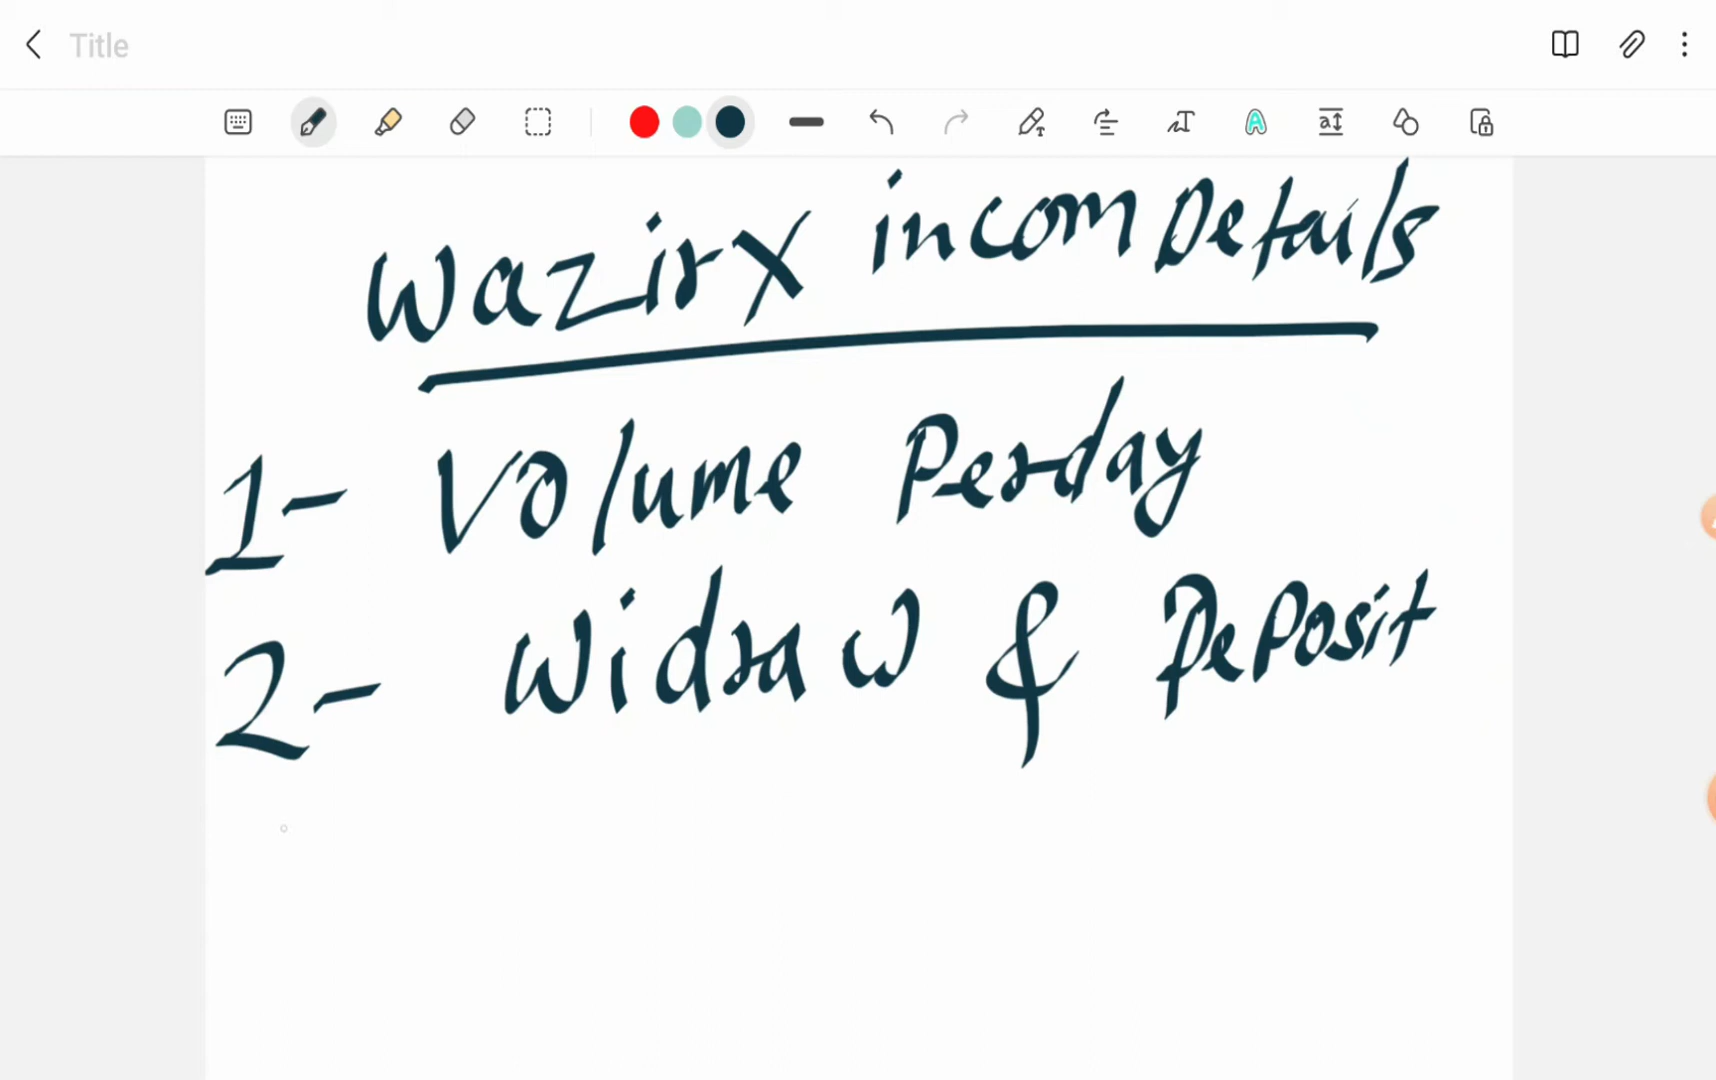 Title
Wazirx incom Details
1- Volume Perday
2- Widraw & Deposit